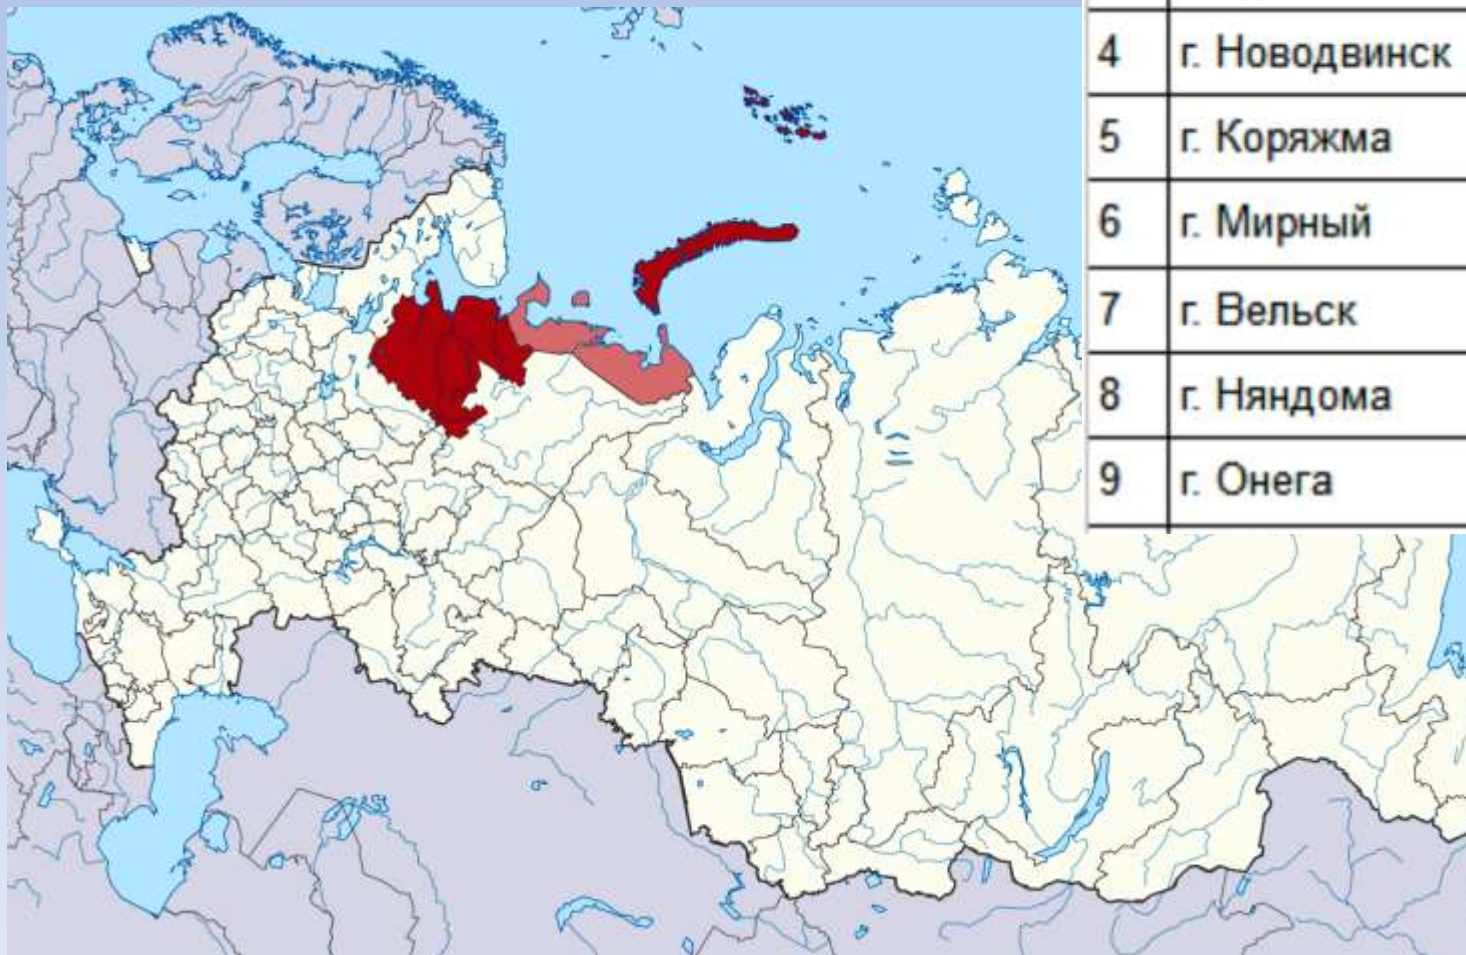 4 г. Новодвинск
5 г. Коряжма
6 г. Мирный
7 г. Вельск
8 г. Няндома
9 г. Онега